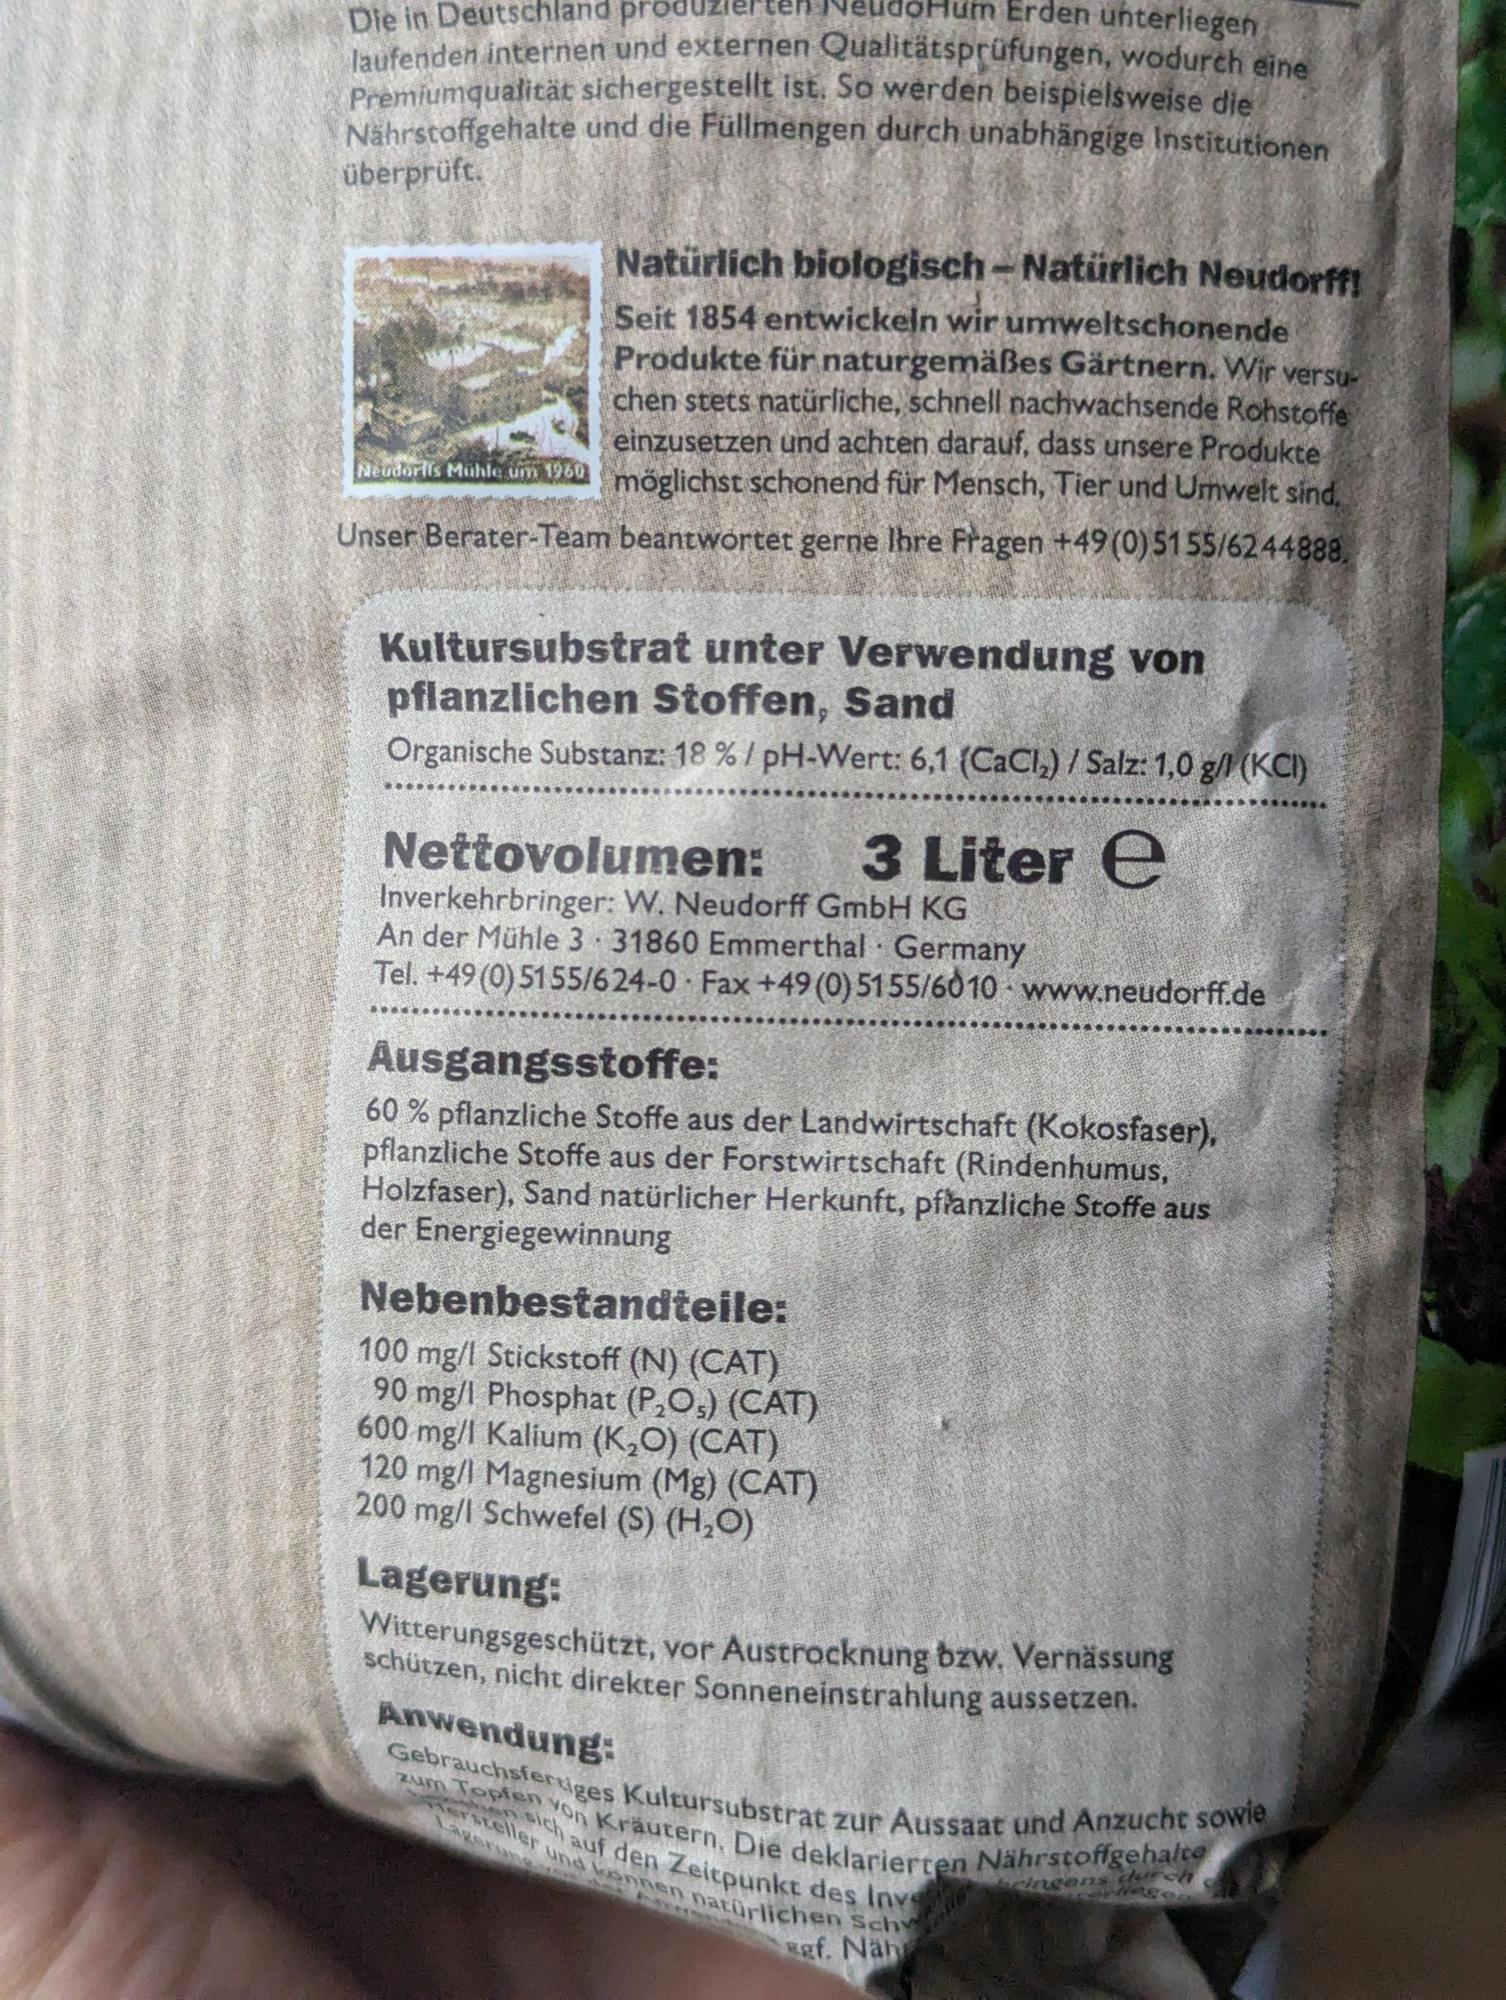 Die in Deutschland produzierten NeudoHum Erden unterliegen
laufenden internen und externen Qualitätsprüfungen, wodurch eine
Premiumqualität sichergestellt ist. So werden beispielsweise die
Nährstoffgehalte und die Füllmengen durch unabhängige Institutionen
überprüft.
Natürlich biologisch – Natürlich Neudorff!
Seit 1854 entwickeln wir umweltschonende
Produkte für naturgemäßes Gärtnern. Wir versu-
chen stets natürliche, schnell nachwachsende Rohstoffe
einzusetzen und achten darauf, dass unsere Produkte
möglichst schonend für Mensch, Tier und Umwelt sind.
Neudorffs Mühle um 1960
Unser Berater-Team beantwortet gerne Ihre Fragen +49(0)5155/6244888.
Kultursubstrat unter Verwendung von
pflanzlichen Stoffen, Sand
Organische Substanz: 18 % / pH-Wert: 6,1 (CaCl₂) / Salz: 1,0 g/l (KCl)
Nettovolumen: 3 Liter ℮
Inverkehrbringer: W. Neudorff GmbH KG
An der Mühle 3 · 31860 Emmerthal · Germany
Tel. +49(0)5155/624-0 · Fax +49(0)5155/6010 · www.neudorff.de
Ausgangsstoffe:
60 % pflanzliche Stoffe aus der Landwirtschaft (Kokosfaser),
pflanzliche Stoffe aus der Forstwirtschaft (Rindenhumus,
Holzfaser), Sand natürlicher Herkunft, pflanzliche Stoffe aus
der Energiegewinnung
Nebenbestandteile:
100 mg/l Stickstoff (N) (CAT)
90 mg/l Phosphat (P₂O₅) (CAT)
600 mg/l Kalium (K₂O) (CAT)
120 mg/l Magnesium (Mg) (CAT)
200 mg/l Schwefel (S) (H₂O)
Lagerung:
Witterungsgeschützt, vor Austrocknung bzw. Vernässung
schützen, nicht direkter Sonneneinstrahlung aussetzen.
Anwendung:
Gebrauchsfertiges Kultursubstrat zur Aussaat und Anzucht sowie
zum Topfen von Kräutern. Die deklarierten Nährstoffgehalte
sich auf den Zeitpunkt des durch
Hersteller und können natürlichen
ggf.